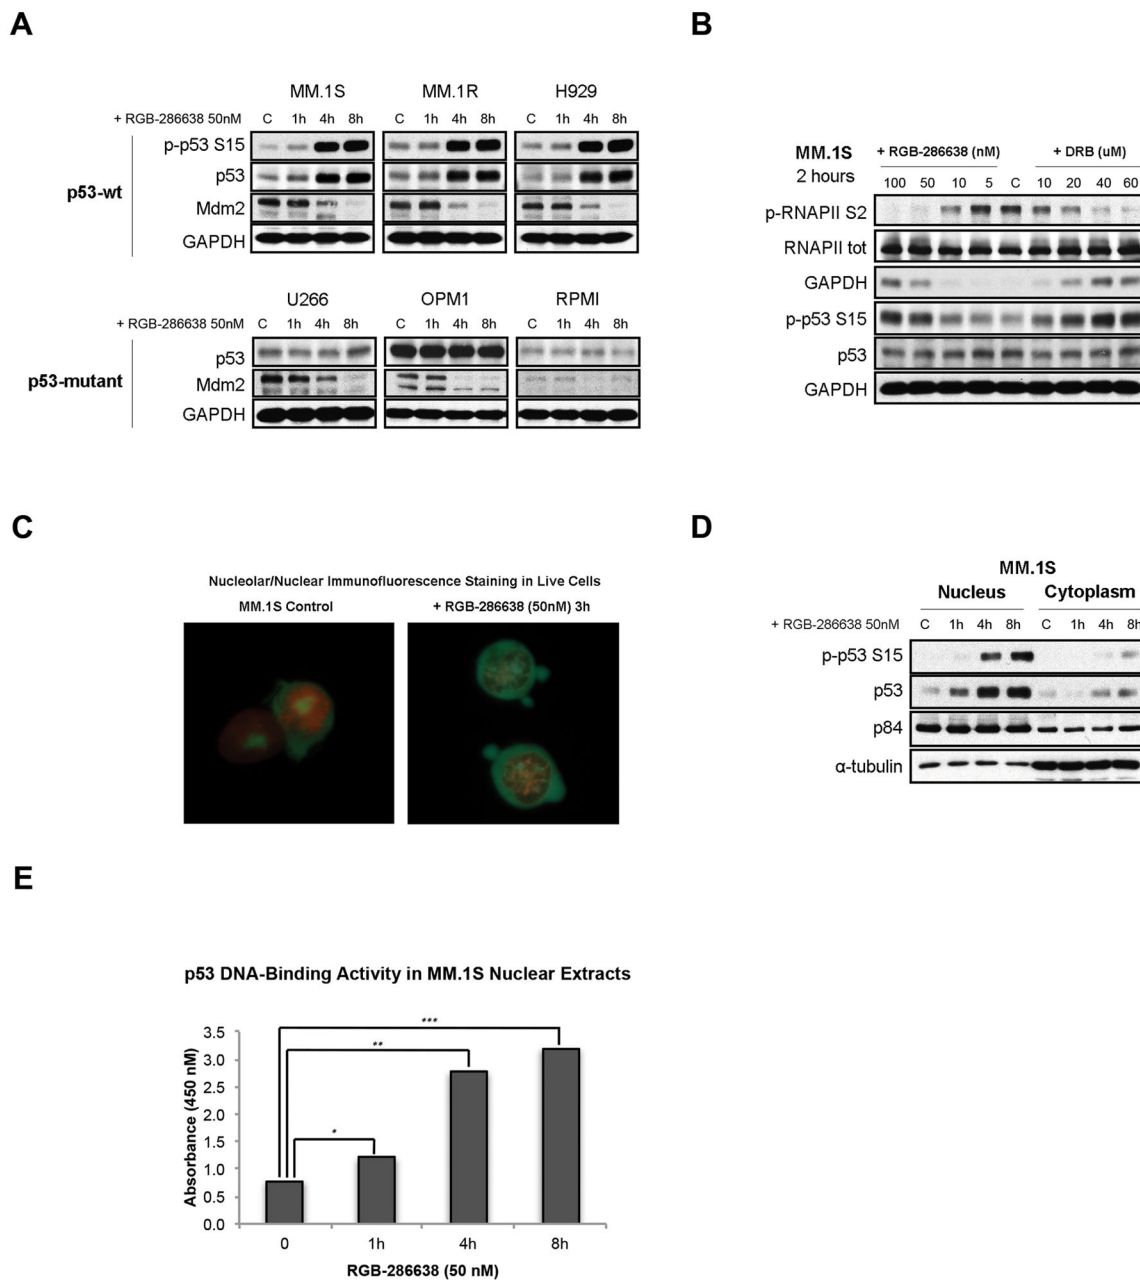 A
MM.1S MM.1R H929
+ RGB-286638 50nM C 1h 4h 8h C 1h 4h 8h C 1h 4h 8h
p-p53 S15
p53
p53-wt
Mdm2
GAPDH
U266 OPM1 RPMI
+ RGB-286638 50nM C 1h 4h 8h C 1h 4h 8h C 1h 4h 8h
p53
p53-mutant
Mdm2
GAPDH
B
MM.1S + RGB-286638 (nM) + DRB (uM)
2 hours 100 50 10 5 C 10 20 40 60
p-RNAPII S2
RNAPII tot
GAPDH
p-p53 S15
p53
GAPDH
C
Nucleolar/Nuclear Immunofluorescence Staining in Live Cells
MM.1S Control + RGB-286638 (50nM) 3h
D
MM.1S
Nucleus Cytoplasm
+ RGB-286638 50nM C 1h 4h 8h C 1h 4h 8h
p-p53 S15
p53
p84
α-tubulin
E
p53 DNA-Binding Activity in MM.1S Nuclear Extracts
***
**
*
Absorbance (450 nM)
3.5
3.0
2.5
2.0
1.5
1.0
0.5
0.0
0 1h 4h 8h
RGB-286638 (50 nM)